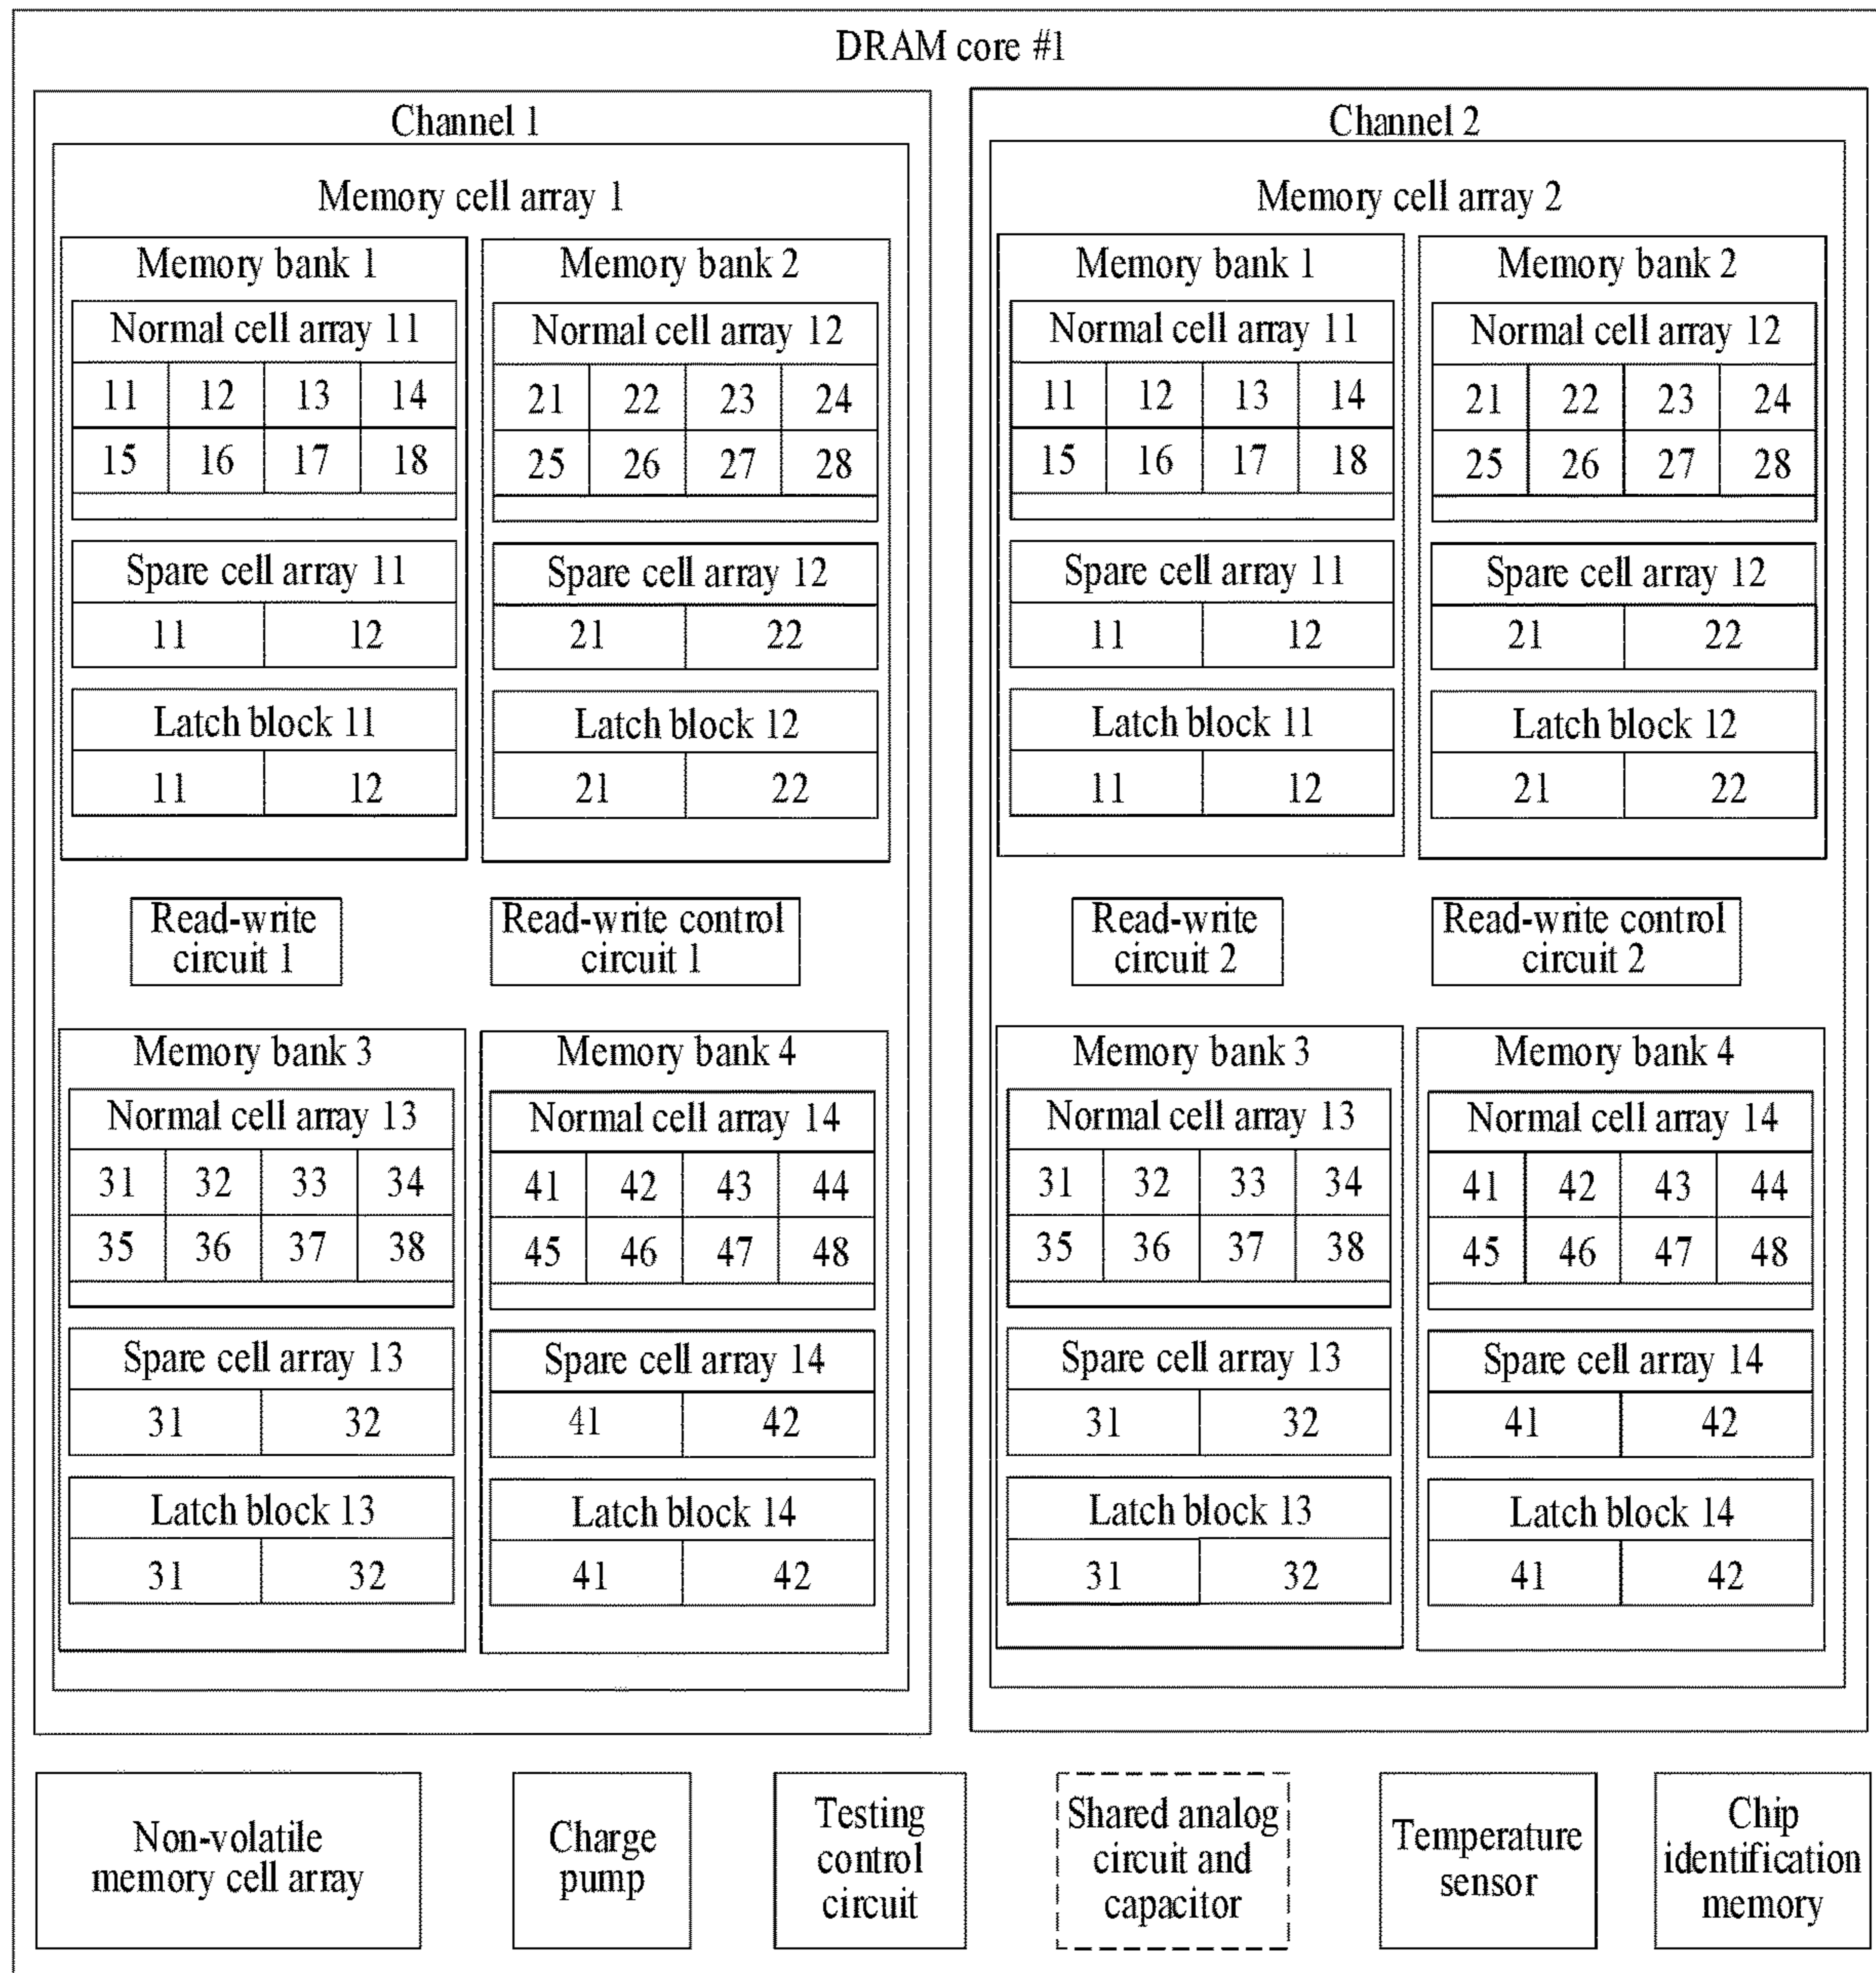 DRAM core #1
Channel 1
Memory cell array 1
Memory bank 1
Normal cell array 11
11 12 13 14
15 16 17 18
Spare cell array 11
11 12
Latch block 11
11 12
Memory bank 2
Normal cell array 12
21 22 23 24
25 26 27 28
Spare cell array 12
21 22
Latch block 12
21 22
Read-write
circuit 1
Read-write control
circuit 1
Memory bank 3
Normal cell array 13
31 32 33 34
35 36 37 38
Spare cell array 13
31 32
Latch block 13
31 32
Memory bank 4
Normal cell array 14
41 42 43 44
45 46 47 48
Spare cell array 14
41 42
Latch block 14
41 42
Channel 2
Memory cell array 2
Memory bank 1
Normal cell array 11
11 12 13 14
15 16 17 18
Spare cell array 11
11 12
Latch block 11
11 12
Memory bank 2
Normal cell array 12
21 22 23 24
25 26 27 28
Spare cell array 12
21 22
Latch block 12
21 22
Read-write
circuit 2
Read-write control
circuit 2
Memory bank 3
Normal cell array 13
31 32 33 34
35 36 37 38
Spare cell array 13
31 32
Latch block 13
31 32
Memory bank 4
Normal cell array 14
41 42 43 44
45 46 47 48
Spare cell array 14
41 42
Latch block 14
41 42
Non-volatile
memory cell array
Charge
pump
Testing
control
circuit
Shared analog
circuit and
capacitor
Temperature
sensor
Chip
identification
memory